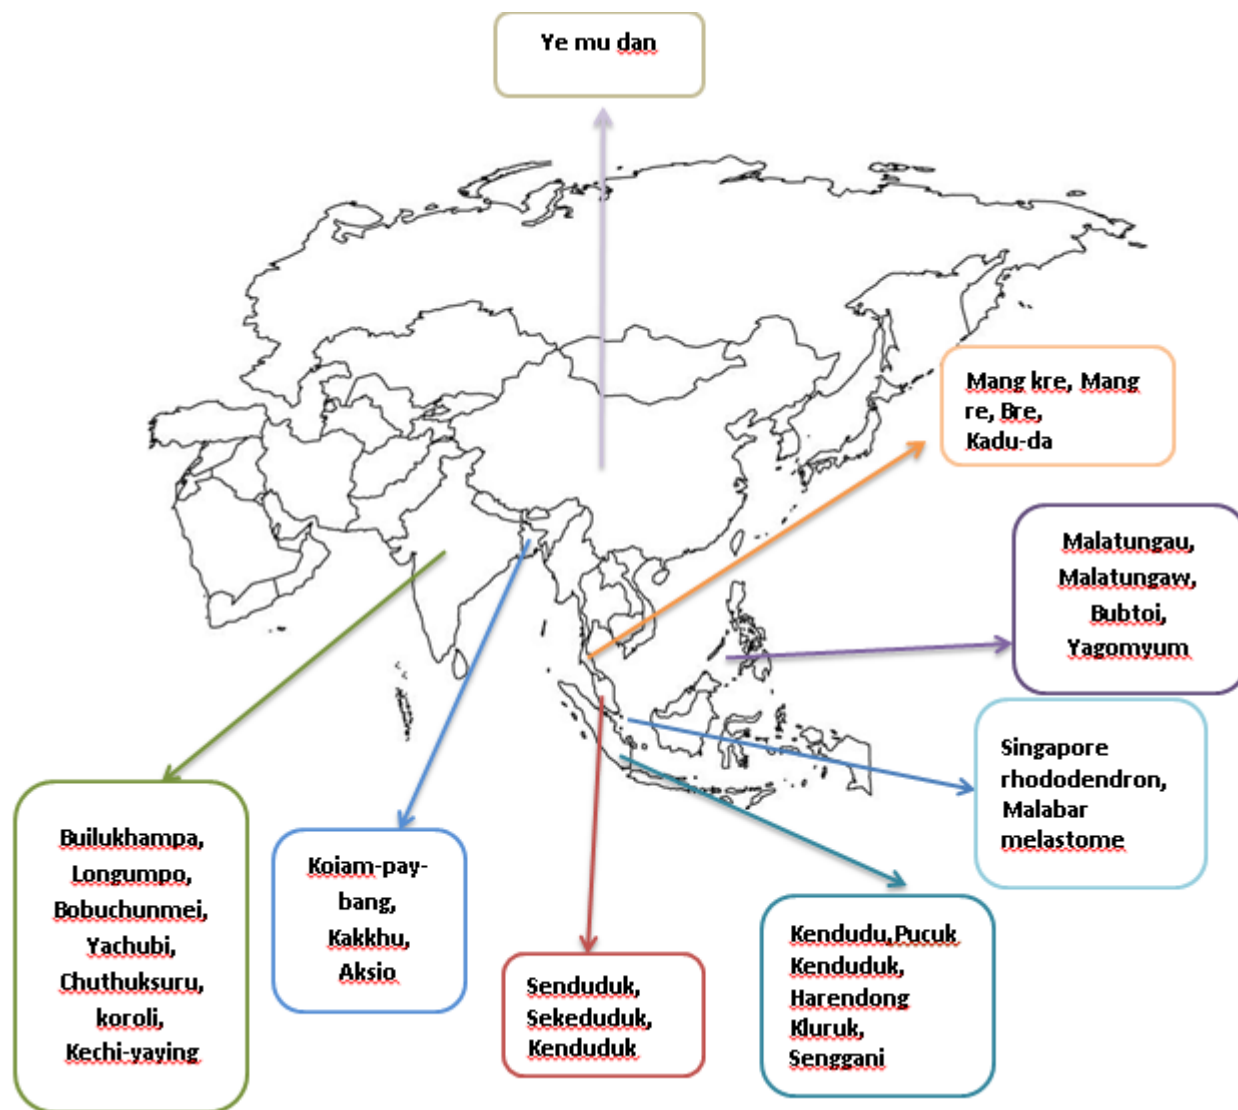 Ye mu dan
Mang kre, Mang
re, Bre,
Kadu-da
Malatungau,
Malatungaw,
Bubtoi,
Yagomyum
Singapore
rhododendron,
Malabar
melastome
Builukhampa,
Longumpo,
Bobuchunmei,
Yachubi,
Chuthuksuru,
koroli,
Kechi-yaying
Koiam-pay-
bang,
Kakkhu,
Aksio
Senduduk,
Sekeduduk,
Kenduduk
Kendudu,Pucuk
Kenduduk,
Harendong
Kluruk,
Senggani